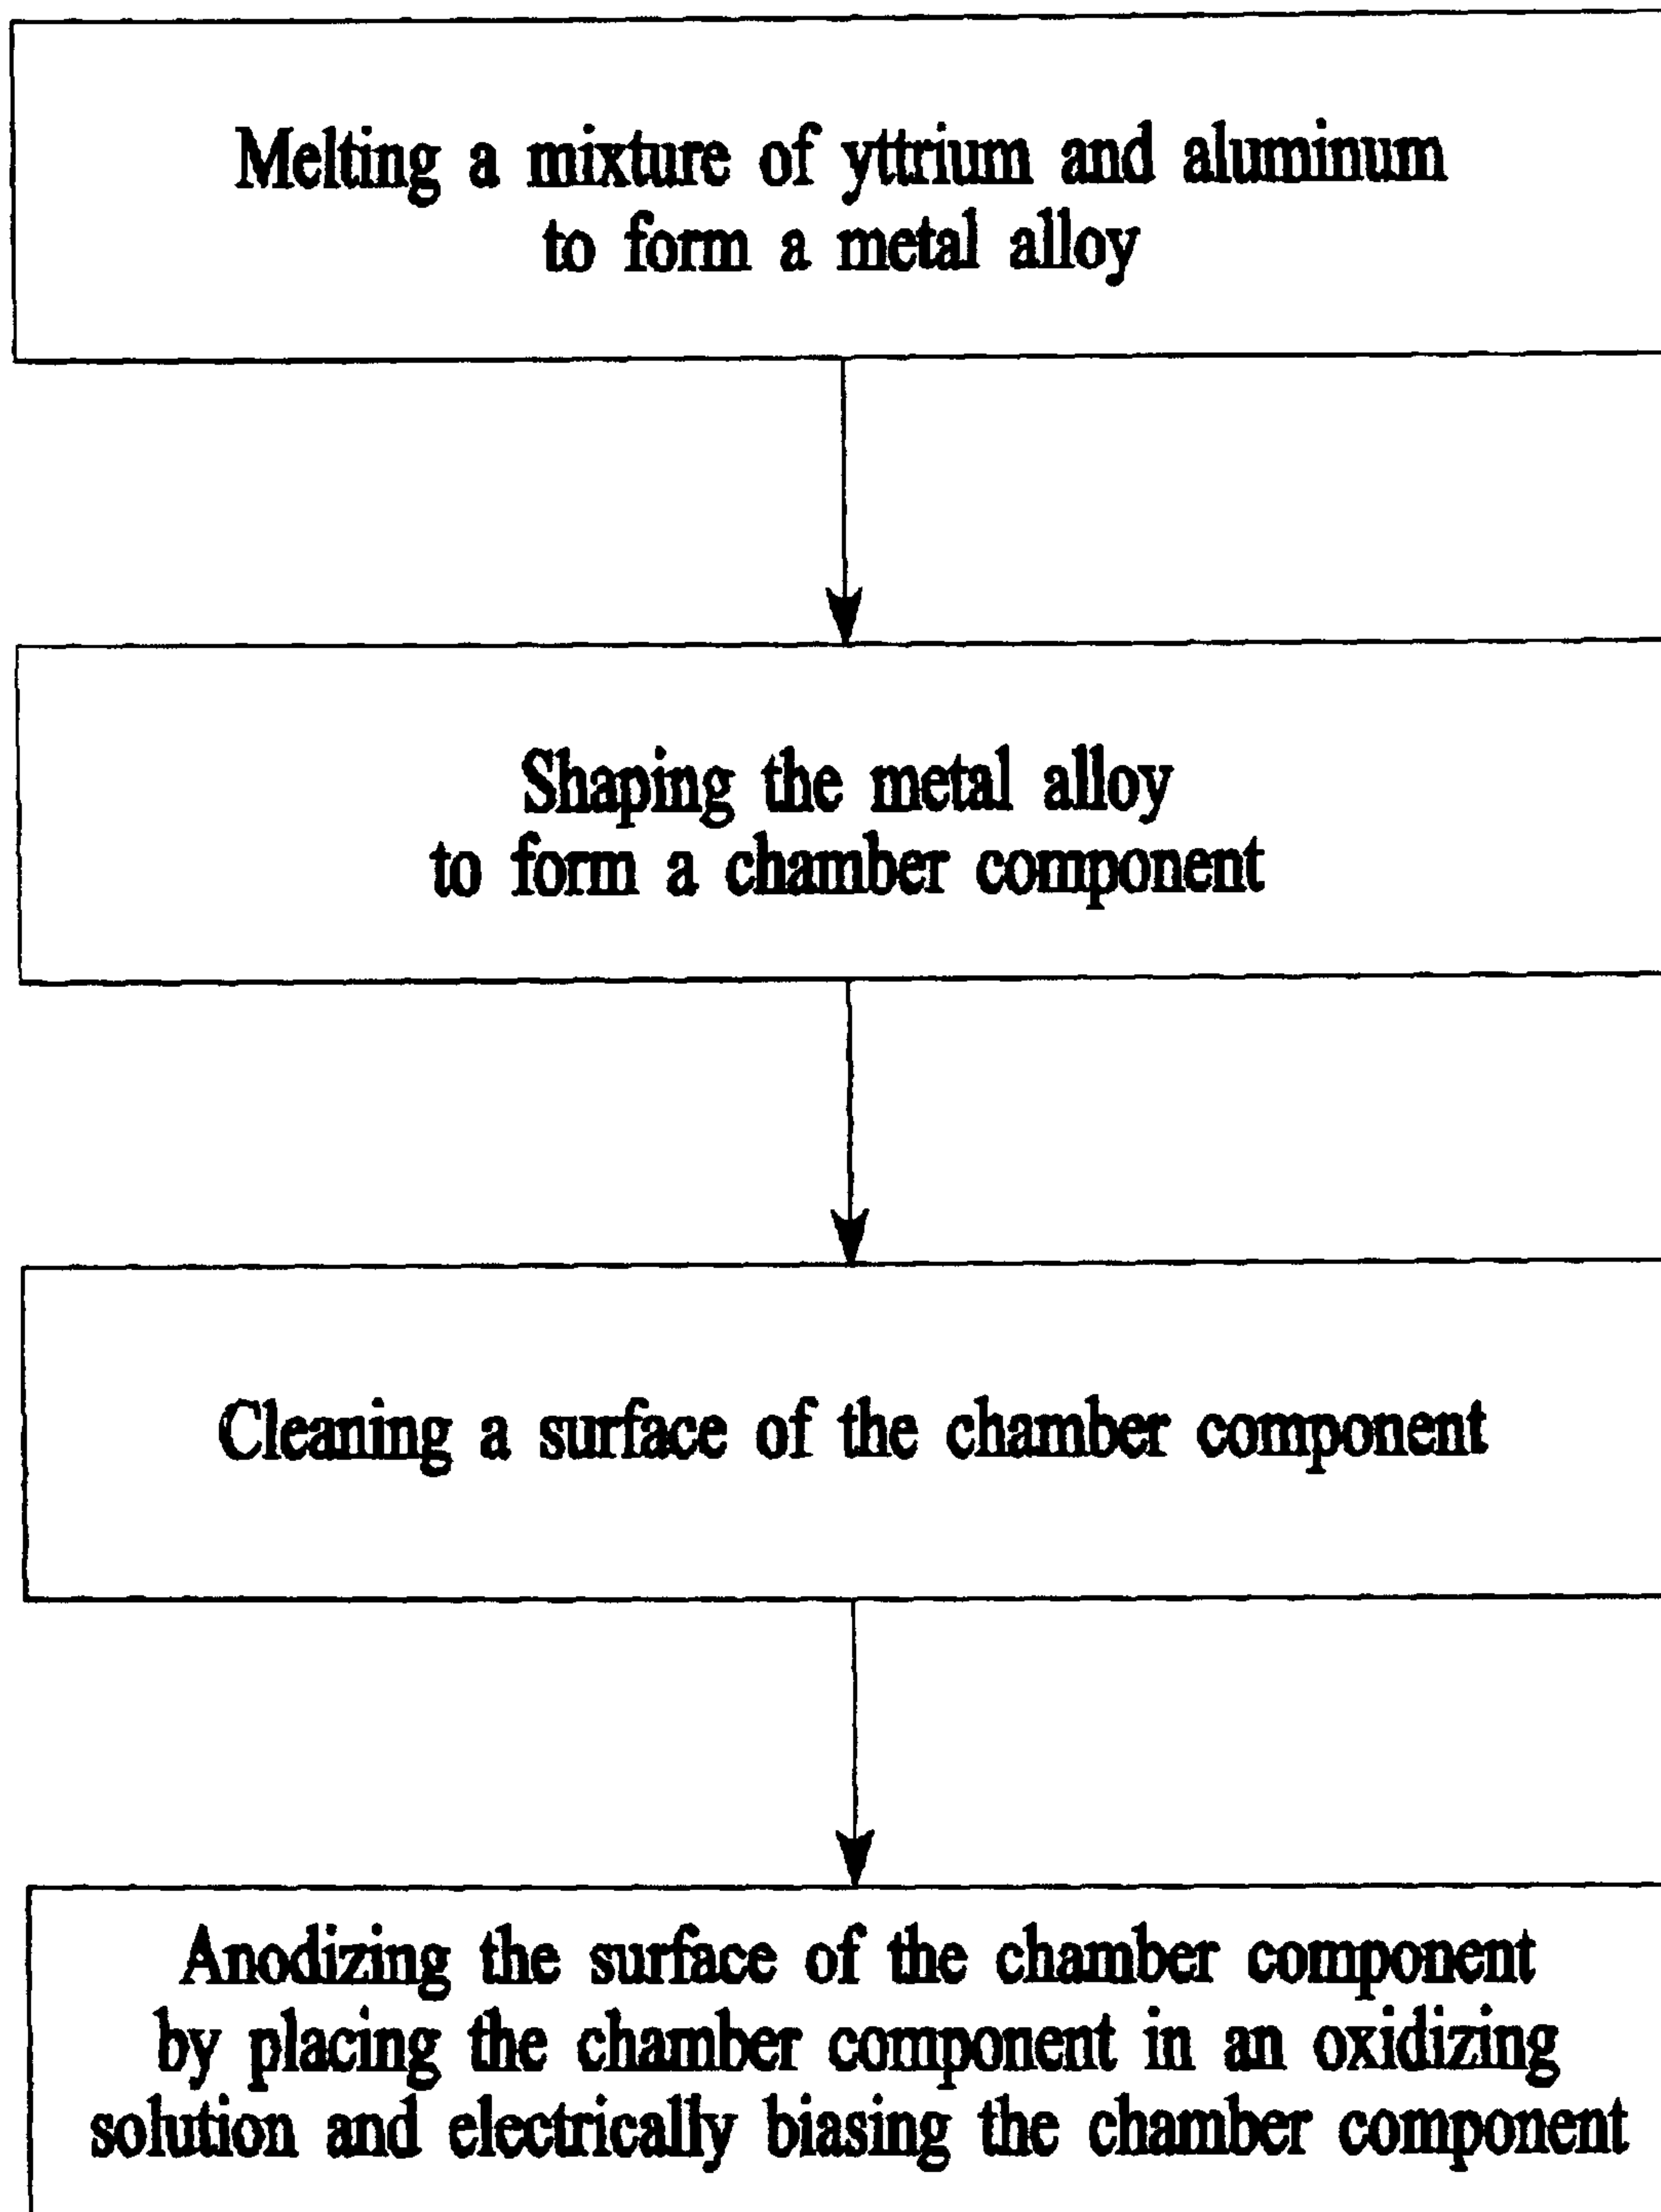 Melting a mixture of yttrium and aluminum
to form a metal alloy
Shaping the metal alloy
to form a chamber component
Cleaning a surface of the chamber component
Anodizing the surface of the chamber component
by placing the chamber component in an oxidizing
solution and electrically biasing the chamber component